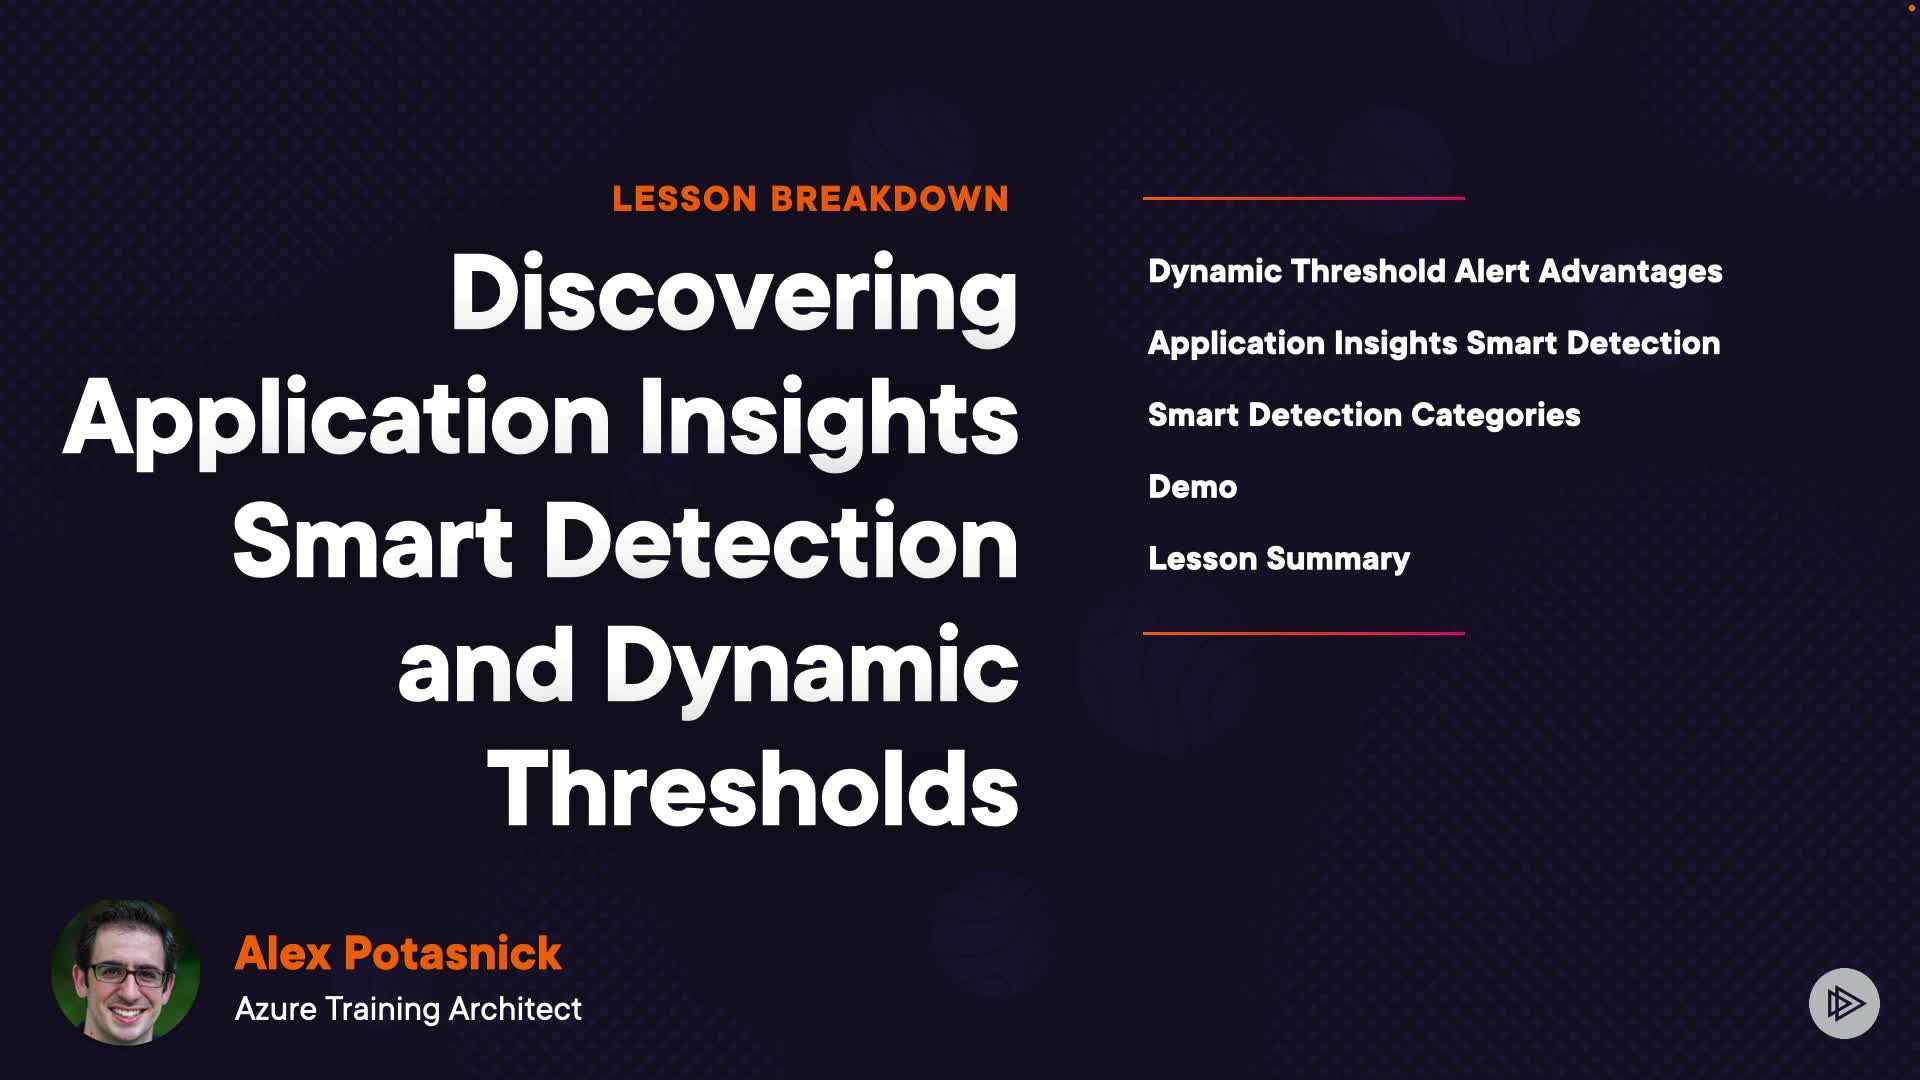 LESSON BREAKDOWN
Discovering
Application Insights
Smart Detection
and Dynamic
Thresholds
Dynamic Threshold Alert Advantages
Application Insights Smart Detection
Smart Detection Categories
Demo
Lesson Summary
Alex Potasnick
Azure Training Architect